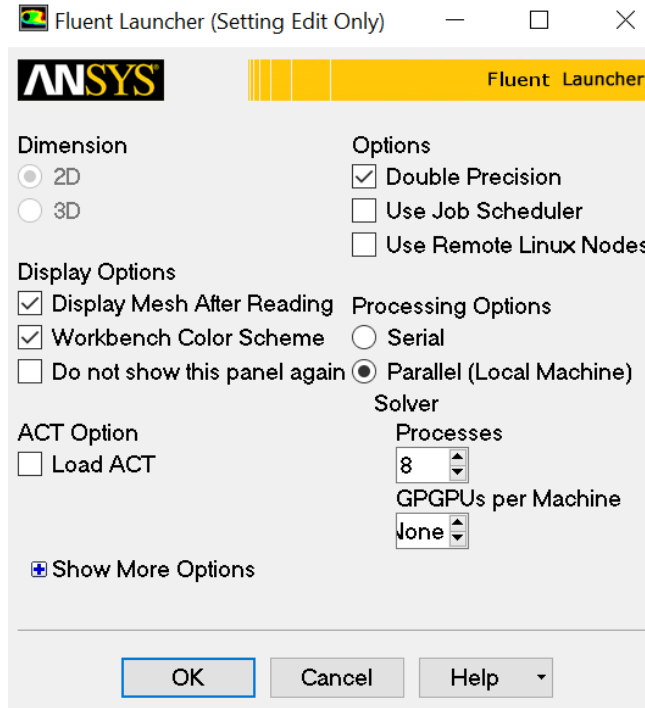 Fluent Launcher (Setting Edit Only)
ANSYS
Fluent Launcher
Dimension
2D
3D
Options
Double Precision
Use Job Scheduler
Use Remote Linux Nodes
Display Options
Display Mesh After Reading
Workbench Color Scheme
Do not show this panel again
Processing Options
Serial
Parallel (Local Machine)
Solver
Processes
8
GPGPUs per Machine
None
ACT Option
Load ACT
Show More Options
OK
Cancel
Help